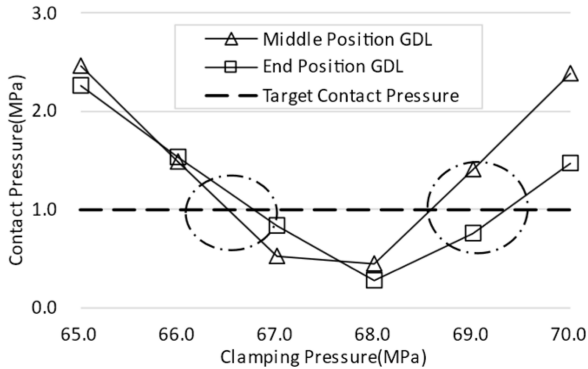 3.0
Middle Position GDL
End Position GDL
Target Contact Pressure
2.0
1.0
0.0
Contact Pressure(MPa)
65.0 66.0 67.0 68.0 69.0 70.0
Clamping Pressure(MPa)